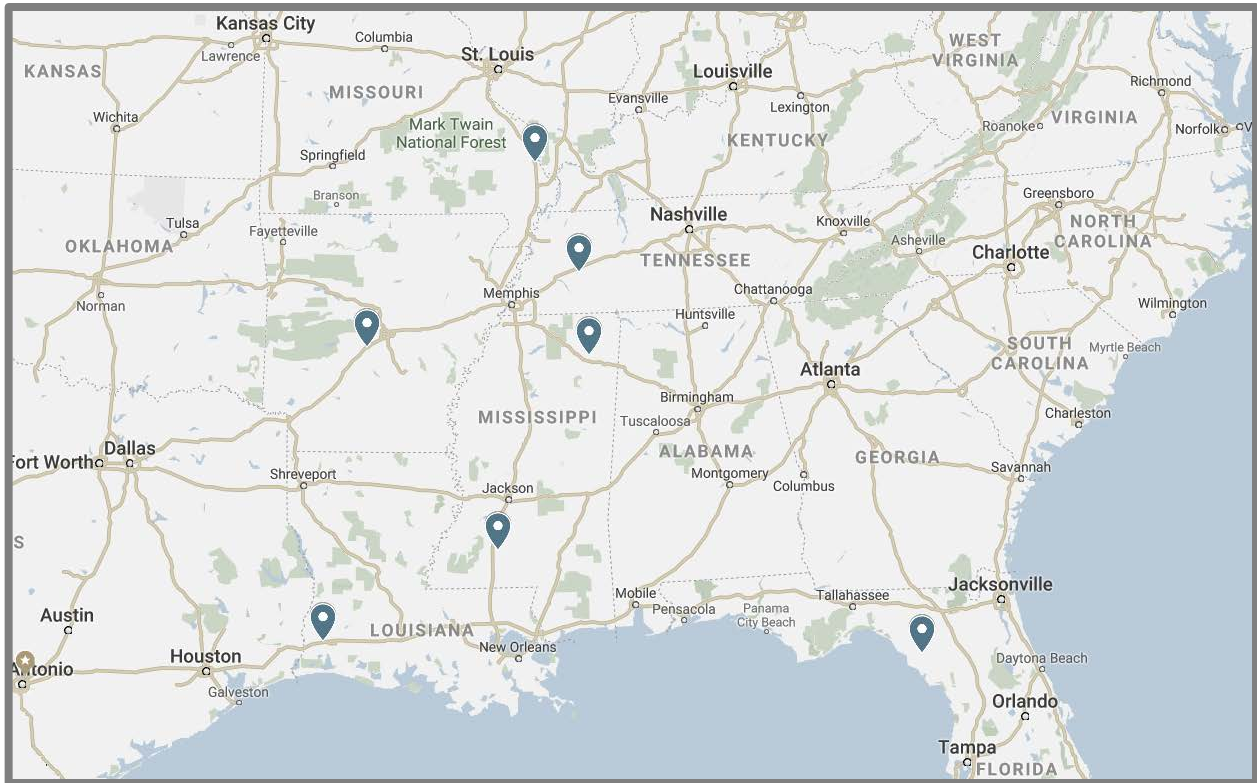 Kansas City
Columbia
Lawrence
St. Louis
KANSAS
Louisville
WEST
VIRGINIA
MISSOURI
Richmond
Evansville
Lexington
Wichita
Mark Twain
National Forest
VIRGINIA
Roanoke
Norfolk
V
KENTUCKY
Springfield
Branson
Greensboro
Nashville
Knoxville
Tulsa
Fayetteville
NORTH
CAROLINA
OKLAHOMA
Asheville
Charlotte
TENNESSEE
Norman
Memphis
Chattanooga
Huntsville
Wilmington
SOUTH
CAROLINA
Myrtle Beach
Atlanta
Birmingham
MISSISSIPPI
Tuscaloosa
Charleston
Dallas
Fort Worth
ALABAMA
GEORGIA
Shreveport
Montgomery
Columbus
Savannah
Jackson
S
Jacksonville
Mobile
Tallahassee
Pensacola
Panama
City Beach
Austin
LOUISIANA
New Orleans
Houston
Antonio
Daytona Beach
Galveston
Orlando
Tampa
FLORIDA